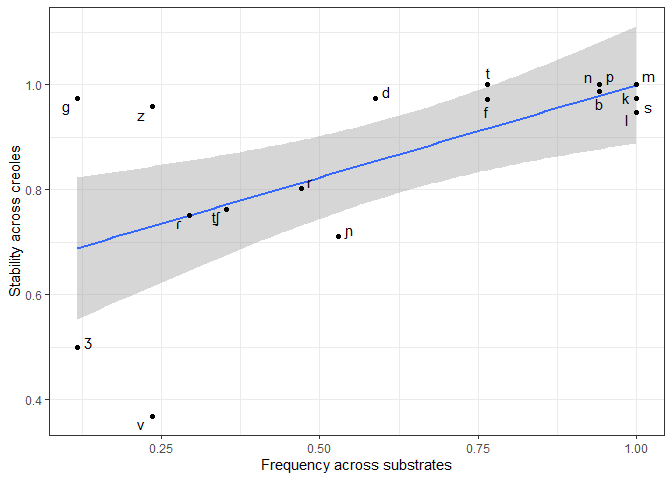 1.0
0.8
0.6
0.4
Stability across creoles
g
z
d
t
f
n
p
m
b
k
s
l
r
ɾ
t̠ʃ
ɲ
ʒ
v
0.25
0.50
0.75
1.00
Frequency across substrates